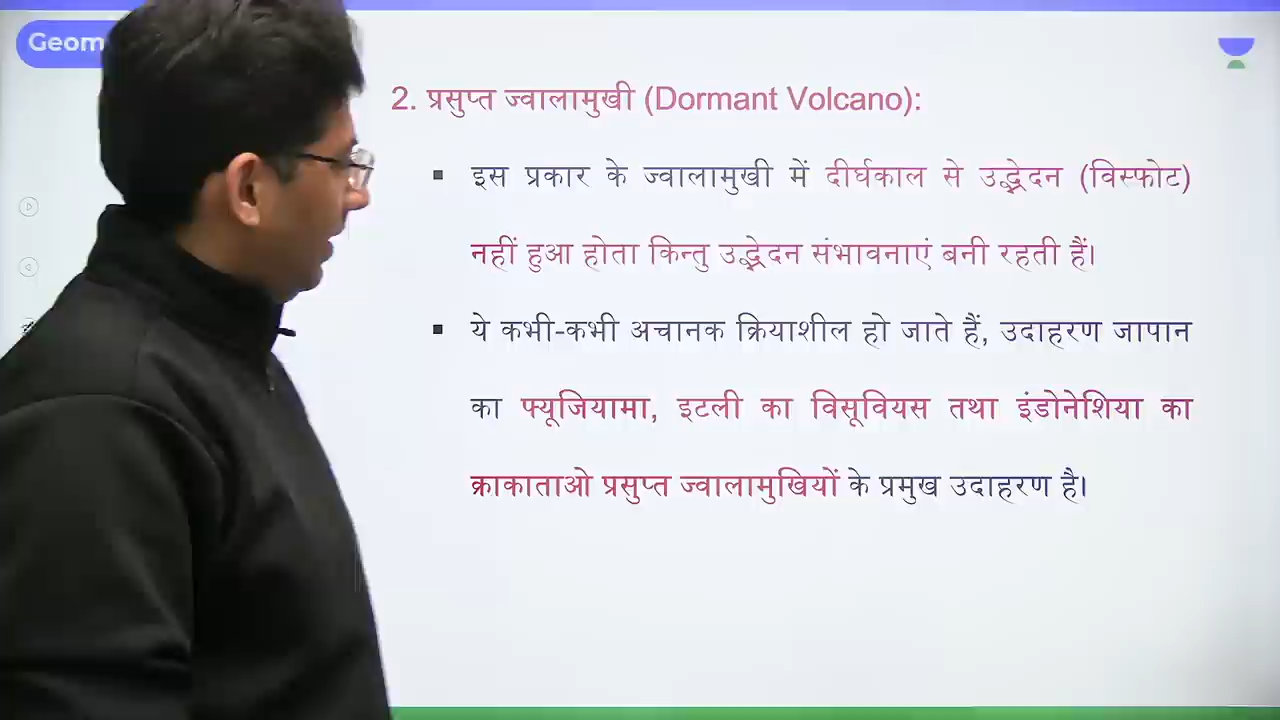 Geom
2. प्रसुप्त ज्वालामुखी (Dormant Volcano):
▪ इस प्रकार के ज्वालामुखी में दीर्घकाल से उद्भेदन (विस्फोट)
नहीं हुआ होता किन्तु उद्भेदन संभावनाएं बनी रहती हैं।
▪ ये कभी-कभी अचानक क्रियाशील हो जाते हैं, उदाहरण जापान
का फ्यूजियामा, इटली का विसूवियस तथा इंडोनेशिया का
क्राकाताओ प्रसुप्त ज्वालामुखियों के प्रमुख उदाहरण है।